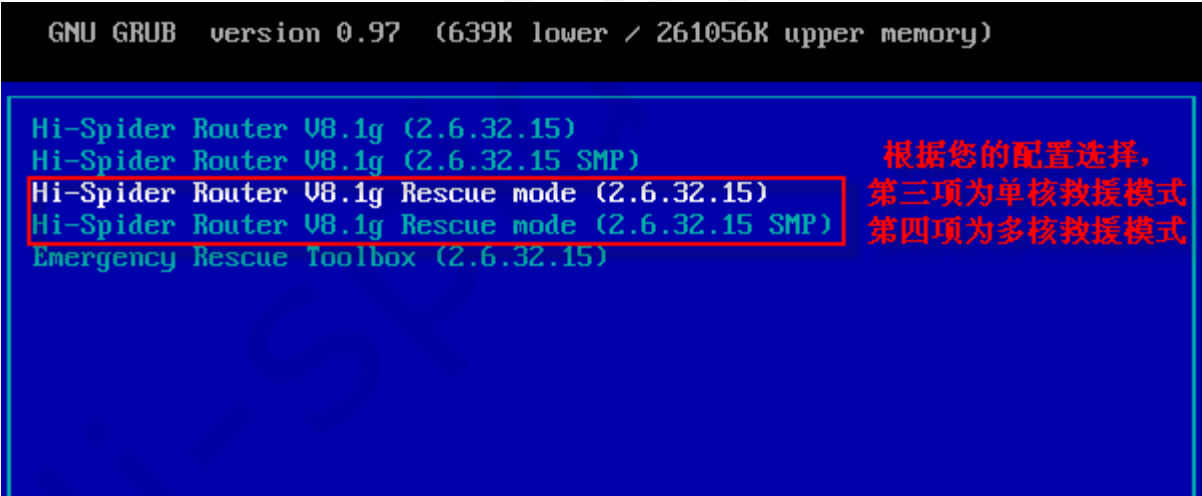 GNU GRUB version 0.97 (639K lower / 261056K upper memory)
Hi-Spider Router V8.1g (2.6.32.15)
Hi-Spider Router V8.1g (2.6.32.15 SMP)
Hi-Spider Router V8.1g Rescue mode (2.6.32.15)
Hi-Spider Router V8.1g Rescue mode (2.6.32.15 SMP)
Emergency Rescue Toolbox (2.6.32.15)
根据您的配置选择,
第三项为单核救援模式
第四项为多核救援模式